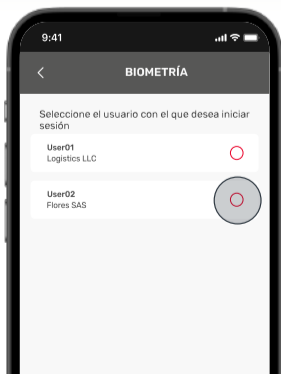 9:41
BIOMETRÍA
Seleccione el usuario con el que desea iniciar
sesión
User01
Logistics LLC
User02
Flores SAS